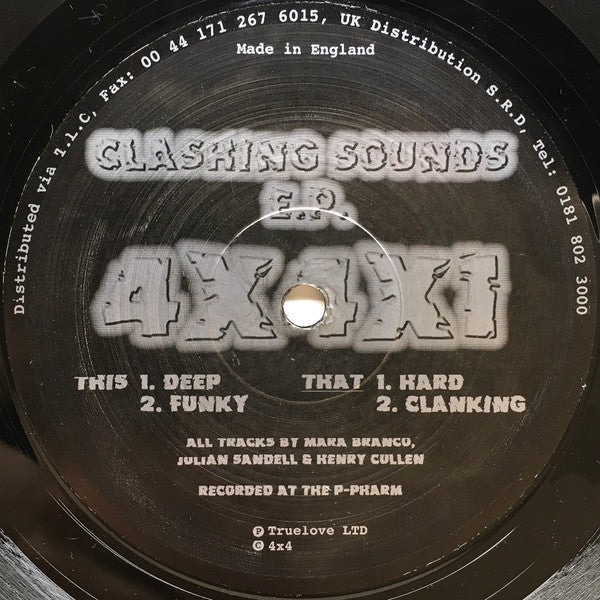 Distributed via T.l.C, Fax: 00 44 171 267 6015, UK Distribution S.R.D, Tel: 0181 802 3000
Made in England
CLASHING SOUNDS
E.P.
THIS 1. DEEP
2. FUNKY
THAT 1. HARD
2. CLANKING
ALL TRACKS BY MARA BRANCO,
JULIAN SANDELL & HENRY CULLEN
RECORDED AT THE P-PHARM
Ⓟ Truelove LTD
© 4x4